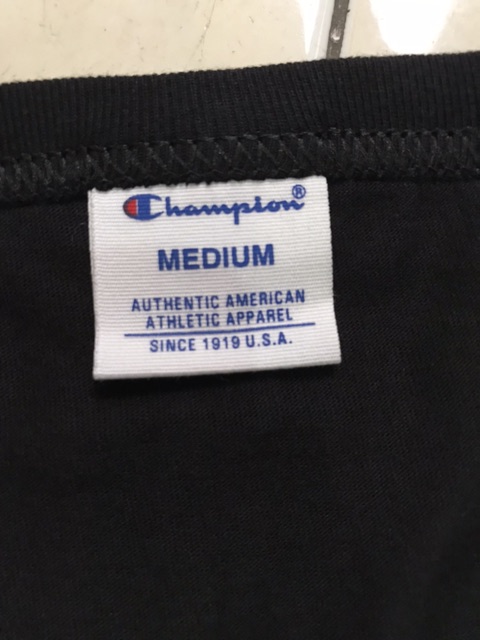 Champion®
MEDIUM
AUTHENTIC AMERICAN
ATHLETIC APPAREL
SINCE 1919 U.S.A.